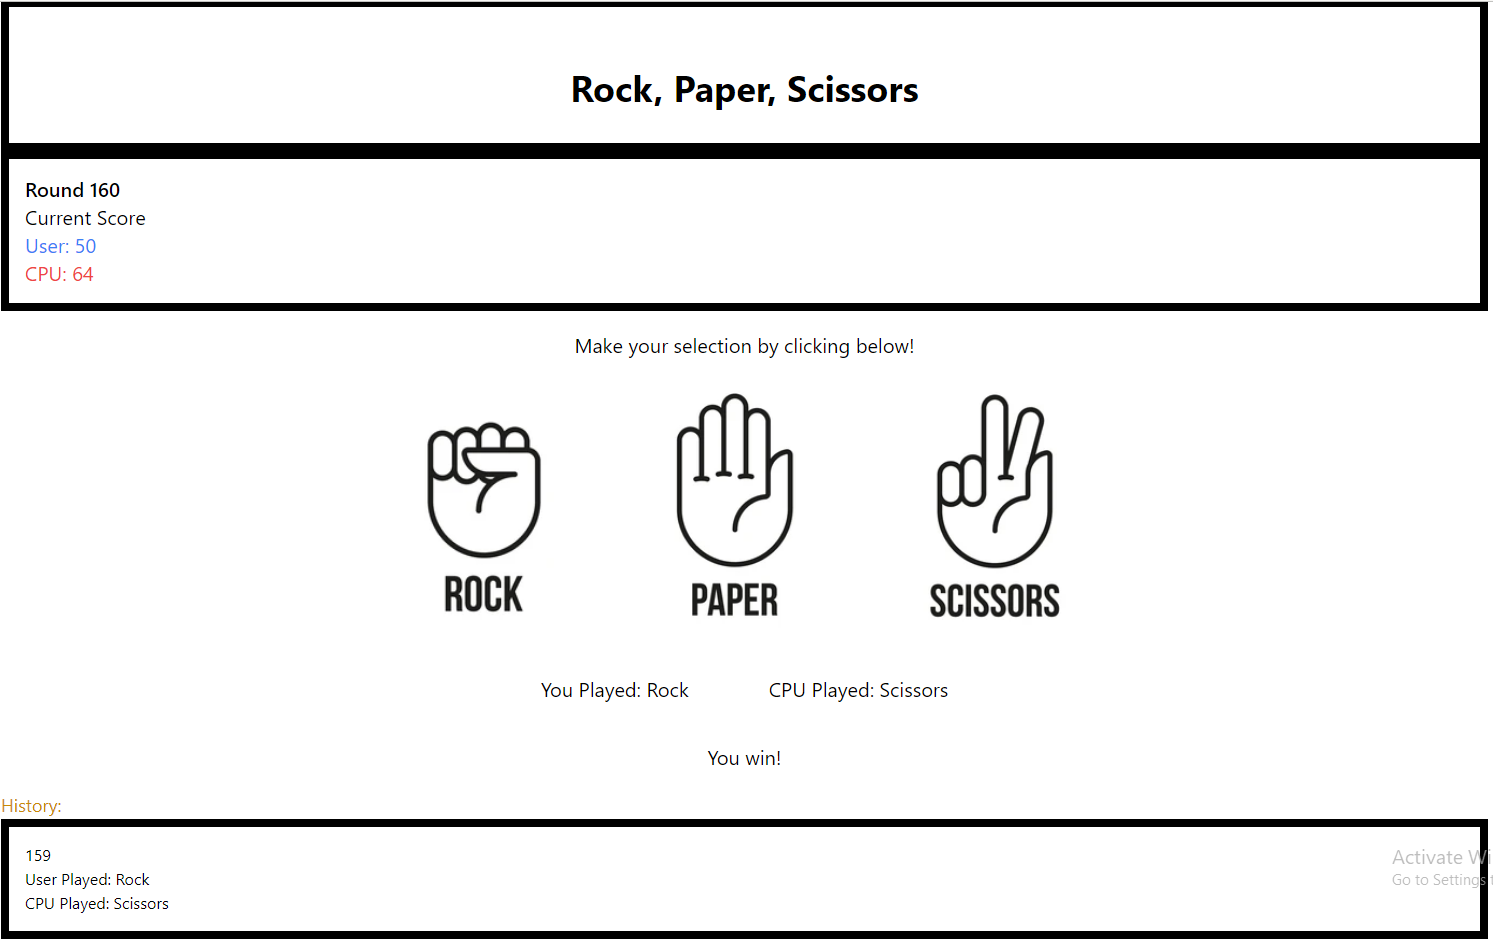 Rock, Paper, Scissors
Round 160
Current Score
User: 50
CPU: 64
Make your selection by clicking below!
ROCK PAPER SCISSORS
You Played: Rock CPU Played: Scissors
You win!
History:
159
User Played: Rock
CPU Played: Scissors
Activate Wi
Go to Settings t